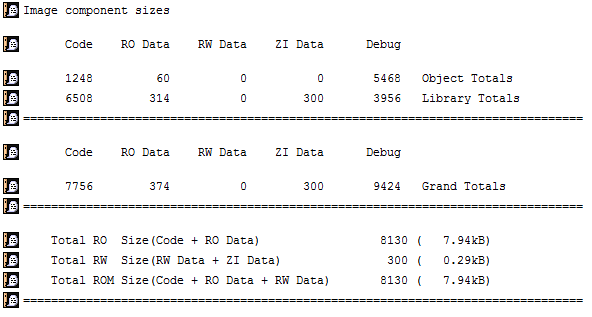 Image component sizes
Code RO Data RW Data ZI Data Debug
1248 60 0 0 5468 Object Totals
6508 314 0 300 3956 Library Totals
================================================================================
Code RO Data RW Data ZI Data Debug
7756 374 0 300 9424 Grand Totals
================================================================================
Total RO Size(Code + RO Data) 8130 ( 7.94kB)
Total RW Size(RW Data + ZI Data) 300 ( 0.29kB)
Total ROM Size(Code + RO Data + RW Data) 8130 ( 7.94kB)
================================================================================